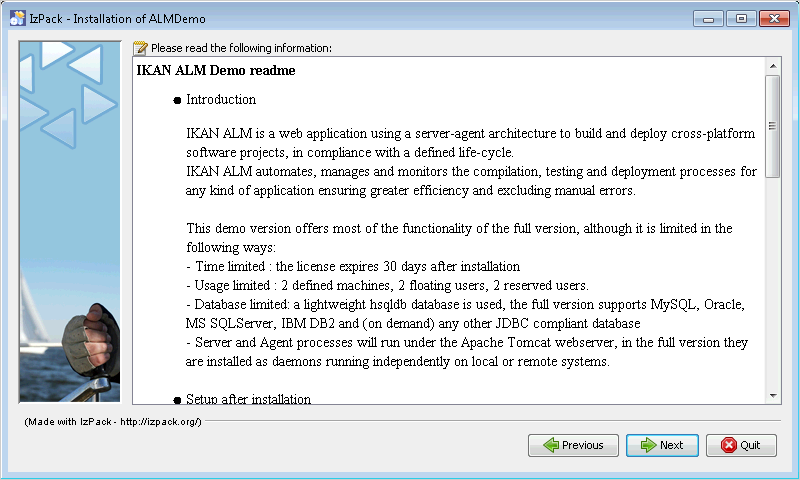 IzPack - Installation of ALMDemo
Please read the following information:
IKAN ALM Demo readme
● Introduction
IKAN ALM is a web application using a server-agent architecture to build and deploy cross-platform
software projects, in compliance with a defined life-cycle.
IKAN ALM automates, manages and monitors the compilation, testing and deployment processes for
any kind of application ensuring greater efficiency and excluding manual errors.
This demo version offers most of the functionality of the full version, although it is limited in the
following ways:
- Time limited : the license expires 30 days after installation
- Usage limited : 2 defined machines, 2 floating users, 2 reserved users.
- Database limited: a lightweight hsqldb database is used, the full version supports MySQL, Oracle,
MS SQLServer, IBM DB2 and (on demand) any other JDBC compliant database
- Server and Agent processes will run under the Apache Tomcat webserver, in the full version they
are installed as daemons running independently on local or remote systems.
● Setup after installation
(Made with IzPack - http://izpack.org/)
Previous Next Quit